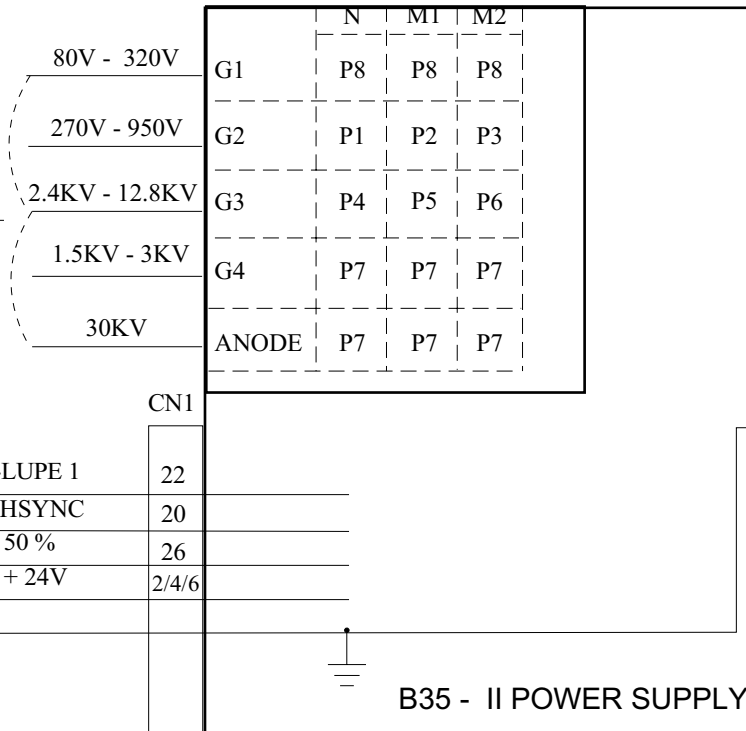 N M1 M2
80V - 320V G1 P8 P8 P8
270V - 950V G2 P1 P2 P3
2.4KV - 12.8KV G3 P4 P5 P6
1.5KV - 3KV G4 P7 P7 P7
30KV ANODE P7 P7 P7
CN1
LUPE 1 22
HSYNC 20
50 % 26
+ 24V 2/4/6
B35 - II POWER SUPPLY